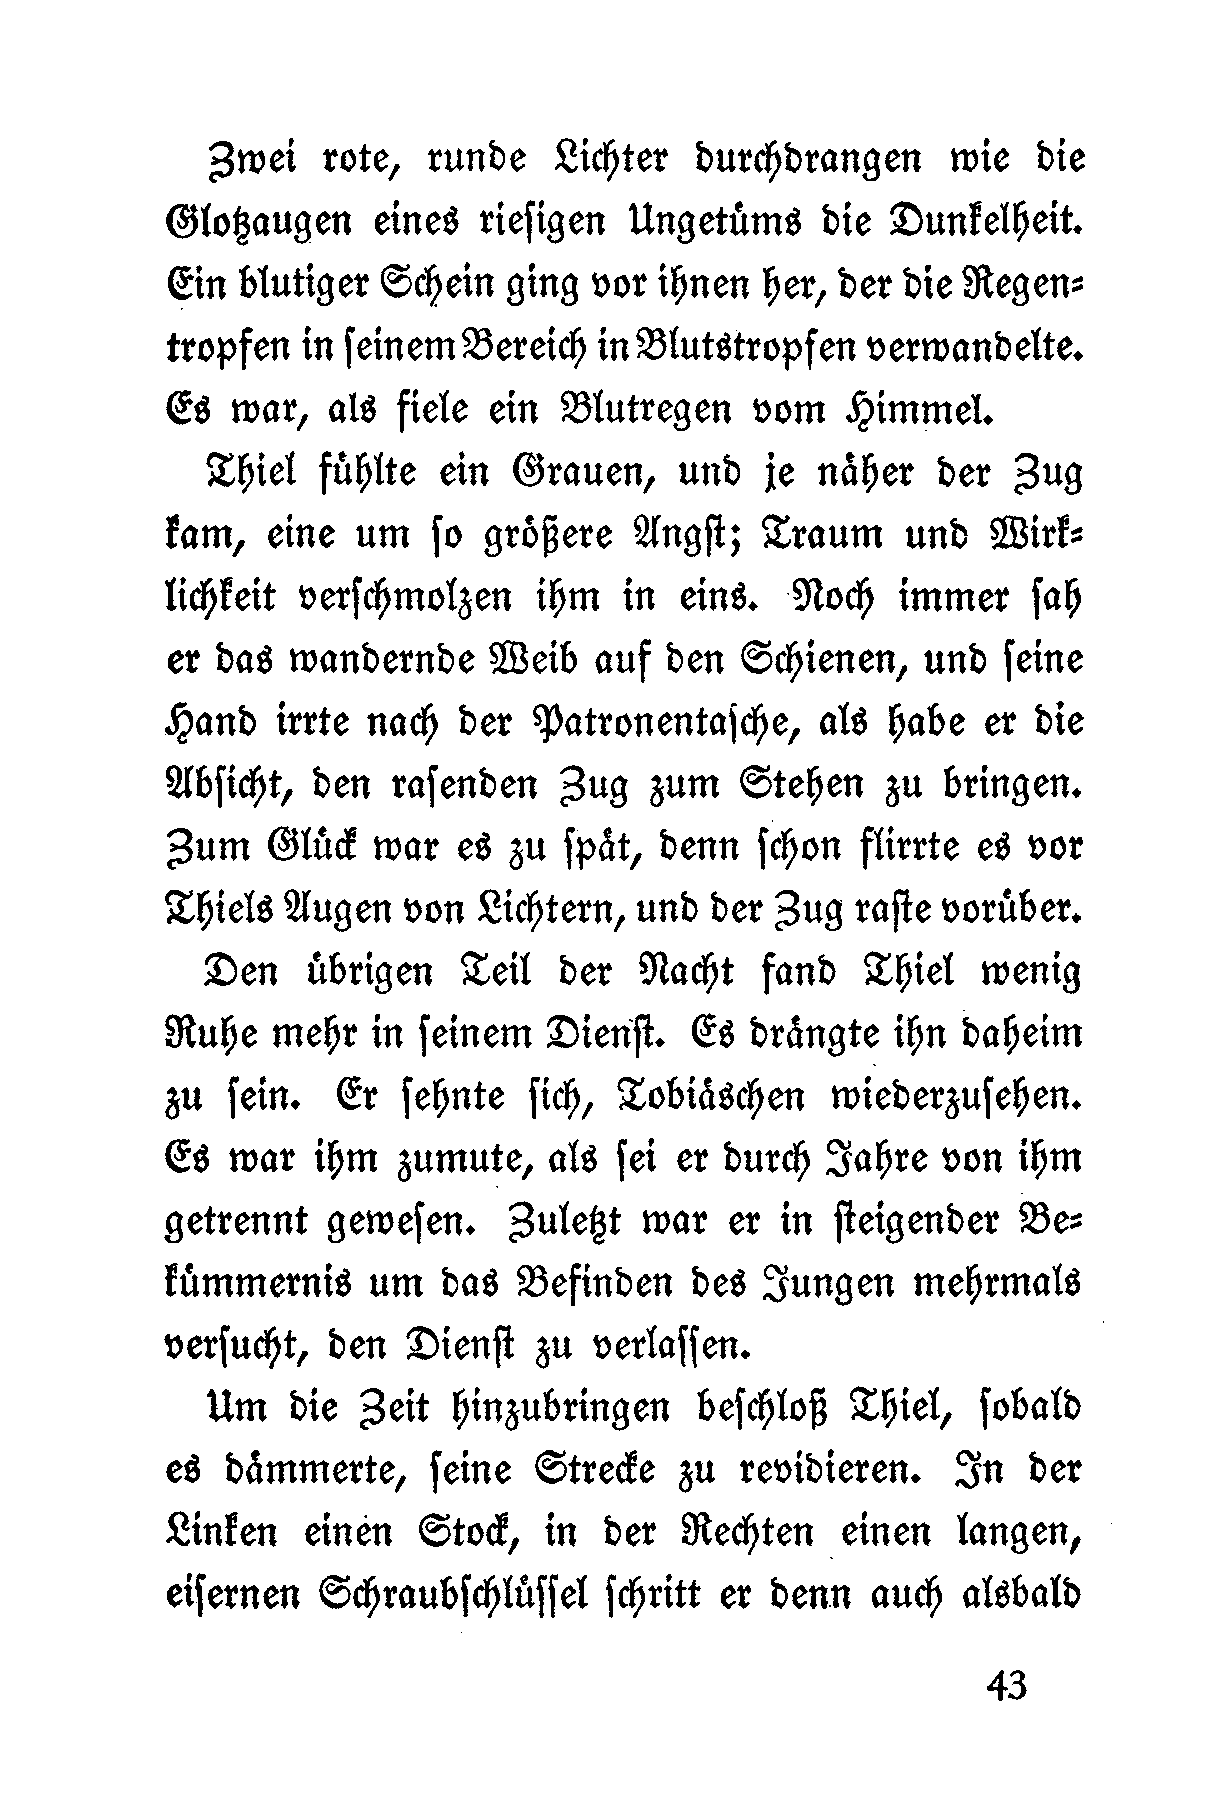 Zwei rote, runde Lichter durchdrangen wie die
Glotzaugen eines rieſigen Ungetüms die Dunkelheit.
Ein blutiger Schein ging vor ihnen her, der die Regen-
tropfen in ſeinem Bereich in Blutstropfen verwandelte.
Es war, als fiele ein Blutregen vom Himmel.
Thiel fühlte ein Grauen, und je näher der Zug
kam, eine um ſo größere Angſt; Traum und Wirk-
lichkeit verſchmolzen ihm in eins. Noch immer ſah
er das wandernde Weib auf den Schienen, und ſeine
Hand irrte nach der Patronentaſche, als habe er die
Abſicht, den raſenden Zug zum Stehen zu bringen.
Zum Glück war es zu ſpät, denn ſchon flirrte es vor
Thiels Augen von Lichtern, und der Zug raſte vorüber.
Den übrigen Teil der Nacht fand Thiel wenig
Ruhe mehr in ſeinem Dienſt. Es drängte ihn daheim
zu ſein. Er ſehnte ſich, Tobiäschen wiederzuſehen.
Es war ihm zumute, als ſei er durch Jahre von ihm
getrennt geweſen. Zuletzt war er in ſteigender Be-
kümmernis um das Befinden des Jungen mehrmals
verſucht, den Dienſt zu verlaſſen.
Um die Zeit hinzubringen beſchloß Thiel, ſobald
es dämmerte, ſeine Strecke zu revidieren. In der
Linken einen Stock, in der Rechten einen langen,
eiſernen Schraubſchlüſſel ſchritt er denn auch alsbald
43